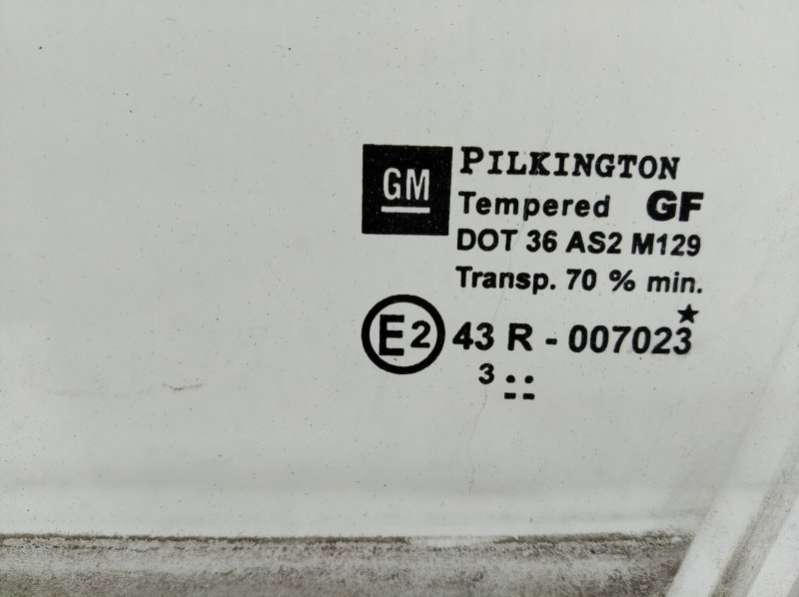 GM
PILKINGTON
Tempered GF
DOT 36 AS2 M129
Transp. 70 % min.
E2 43 R - 007023
3